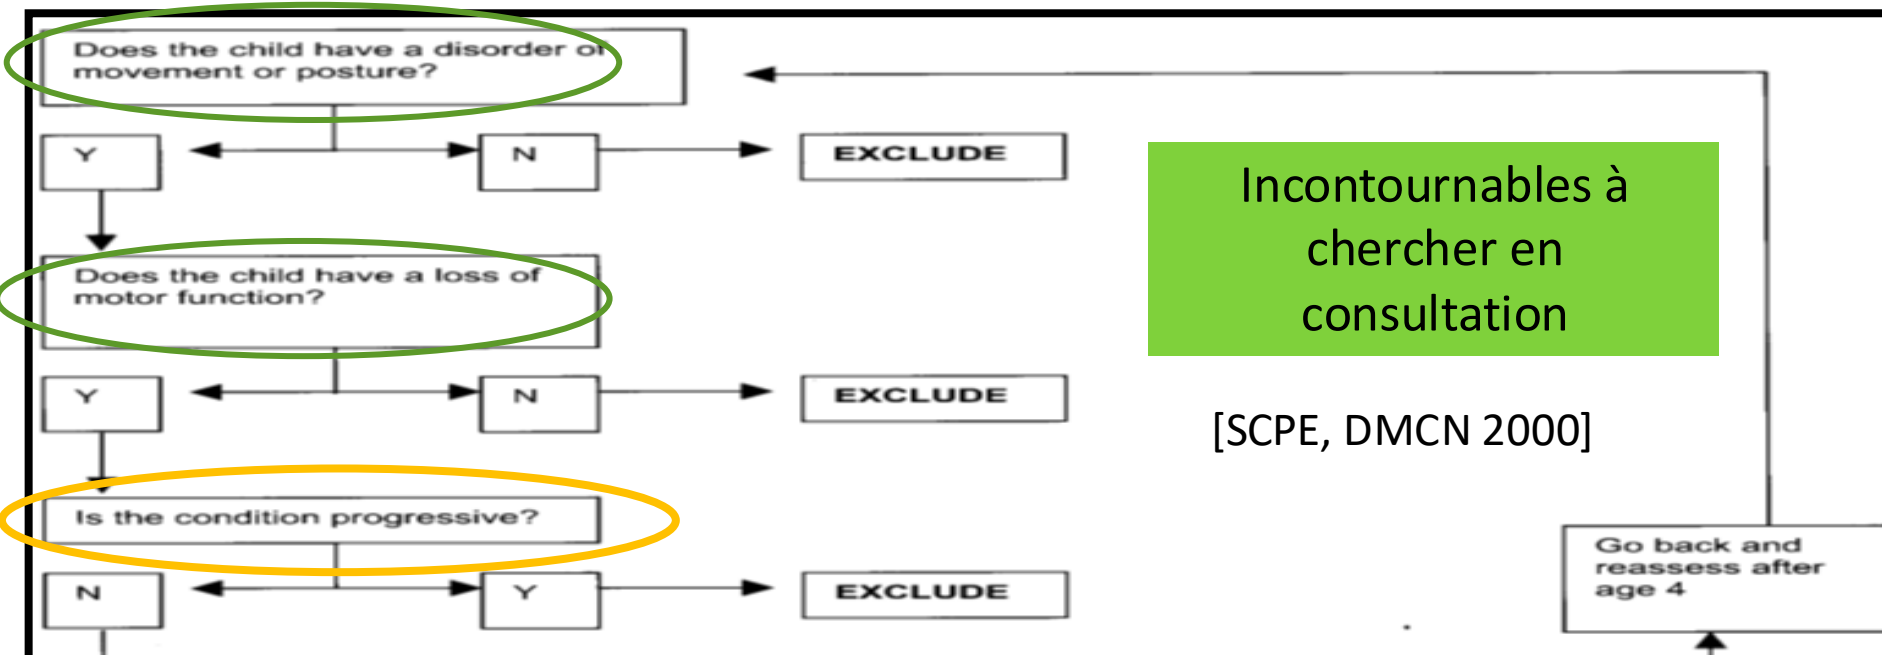 Does the child have a disorder of
movement or posture?
Y
N
EXCLUDE
Incontournables à
chercher en
consultation
Does the child have a loss of
motor function?
Y
N
EXCLUDE
[SCPE, DMCN 2000]
Is the condition progressive?
Go back and
reassess after
age 4
N
Y
EXCLUDE